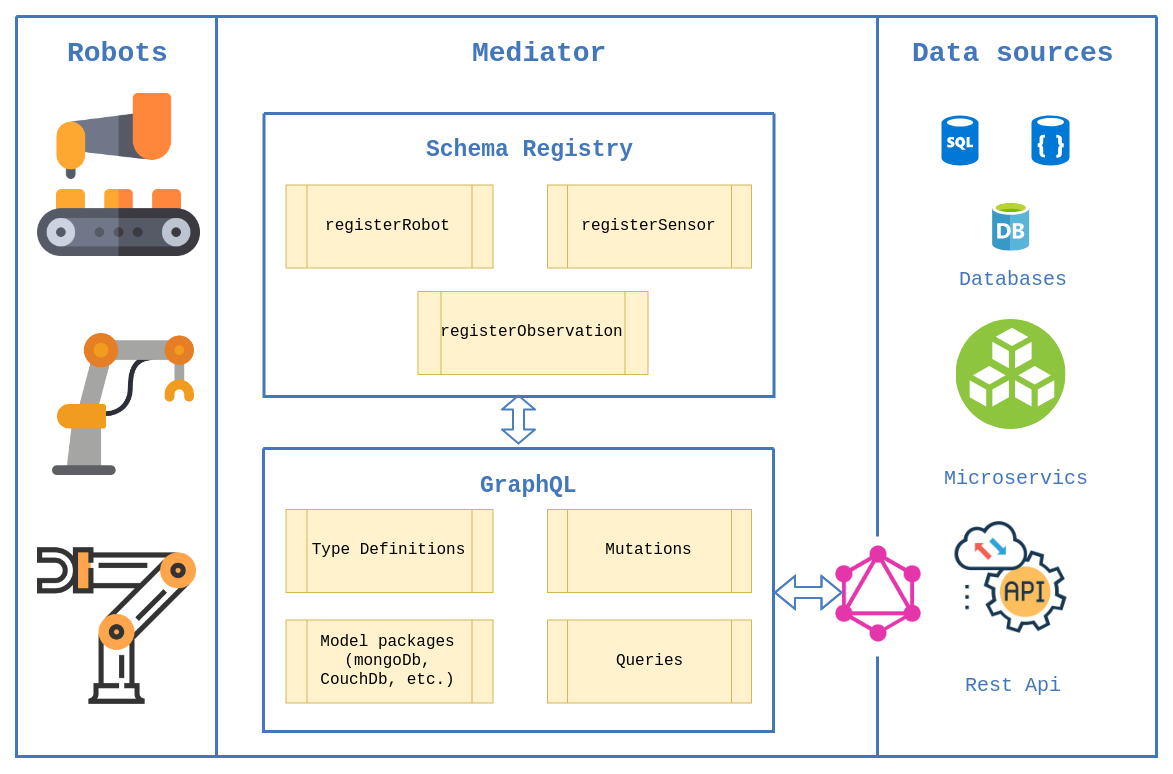 Robots
Mediator
Data sources
Schema Registry
registerRobot
registerSensor
registerObservation
GraphQL
Type Definitions
Mutations
Model packages
(mongoDb,
CouchDb, etc.)
Queries
SQL
{ }
DB
Databases
Microservics
API
Rest Api